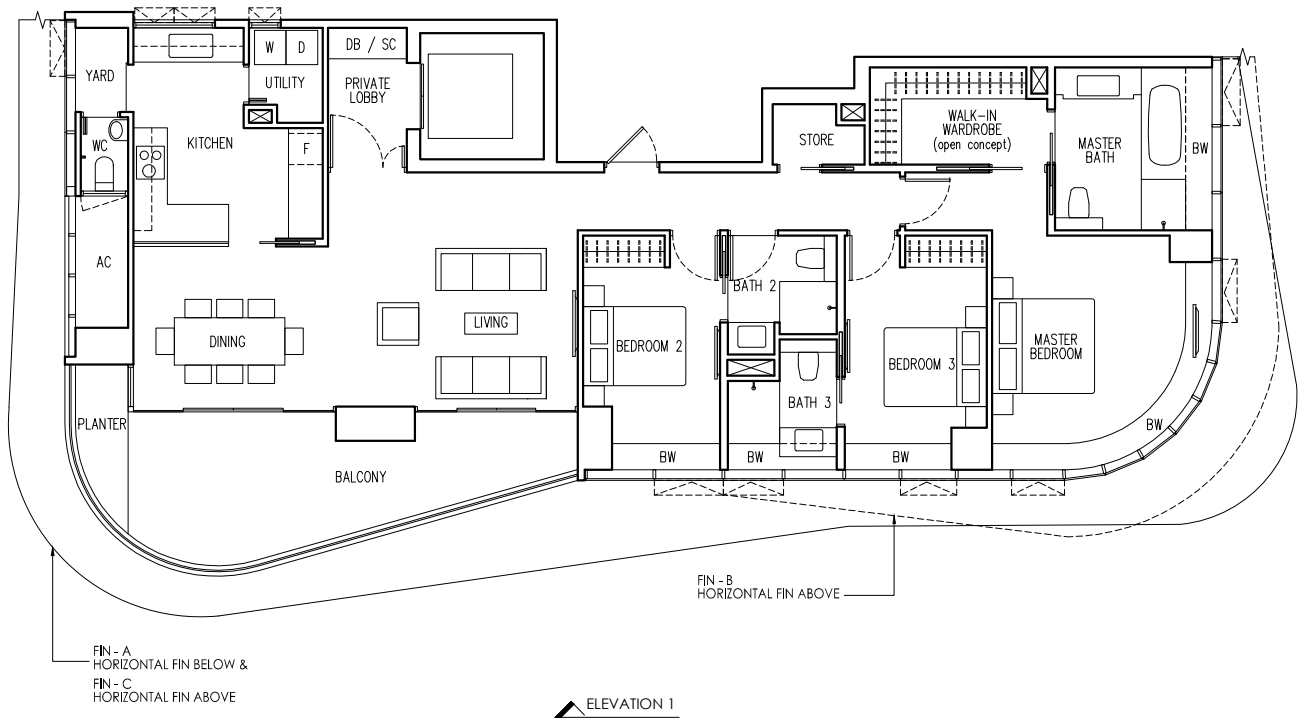 DB / SC
W
D
YARD
UTILITY
PRIVATE
LOBBY
WC
KITCHEN
F
STORE
WALK-IN
WARDROBE
(open concept)
MASTER
BATH
BW
AC
DINING
LIVING
BEDROOM 2
BATH 2
BEDROOM 3
MASTER
BEDROOM
BATH 3
PLANTER
BALCONY
BW
BW
BW
BW
FIN - B
HORIZONTAL FIN ABOVE
FIN - A
HORIZONTAL FIN BELOW &
FIN - C
HORIZONTAL FIN ABOVE
ELEVATION 1